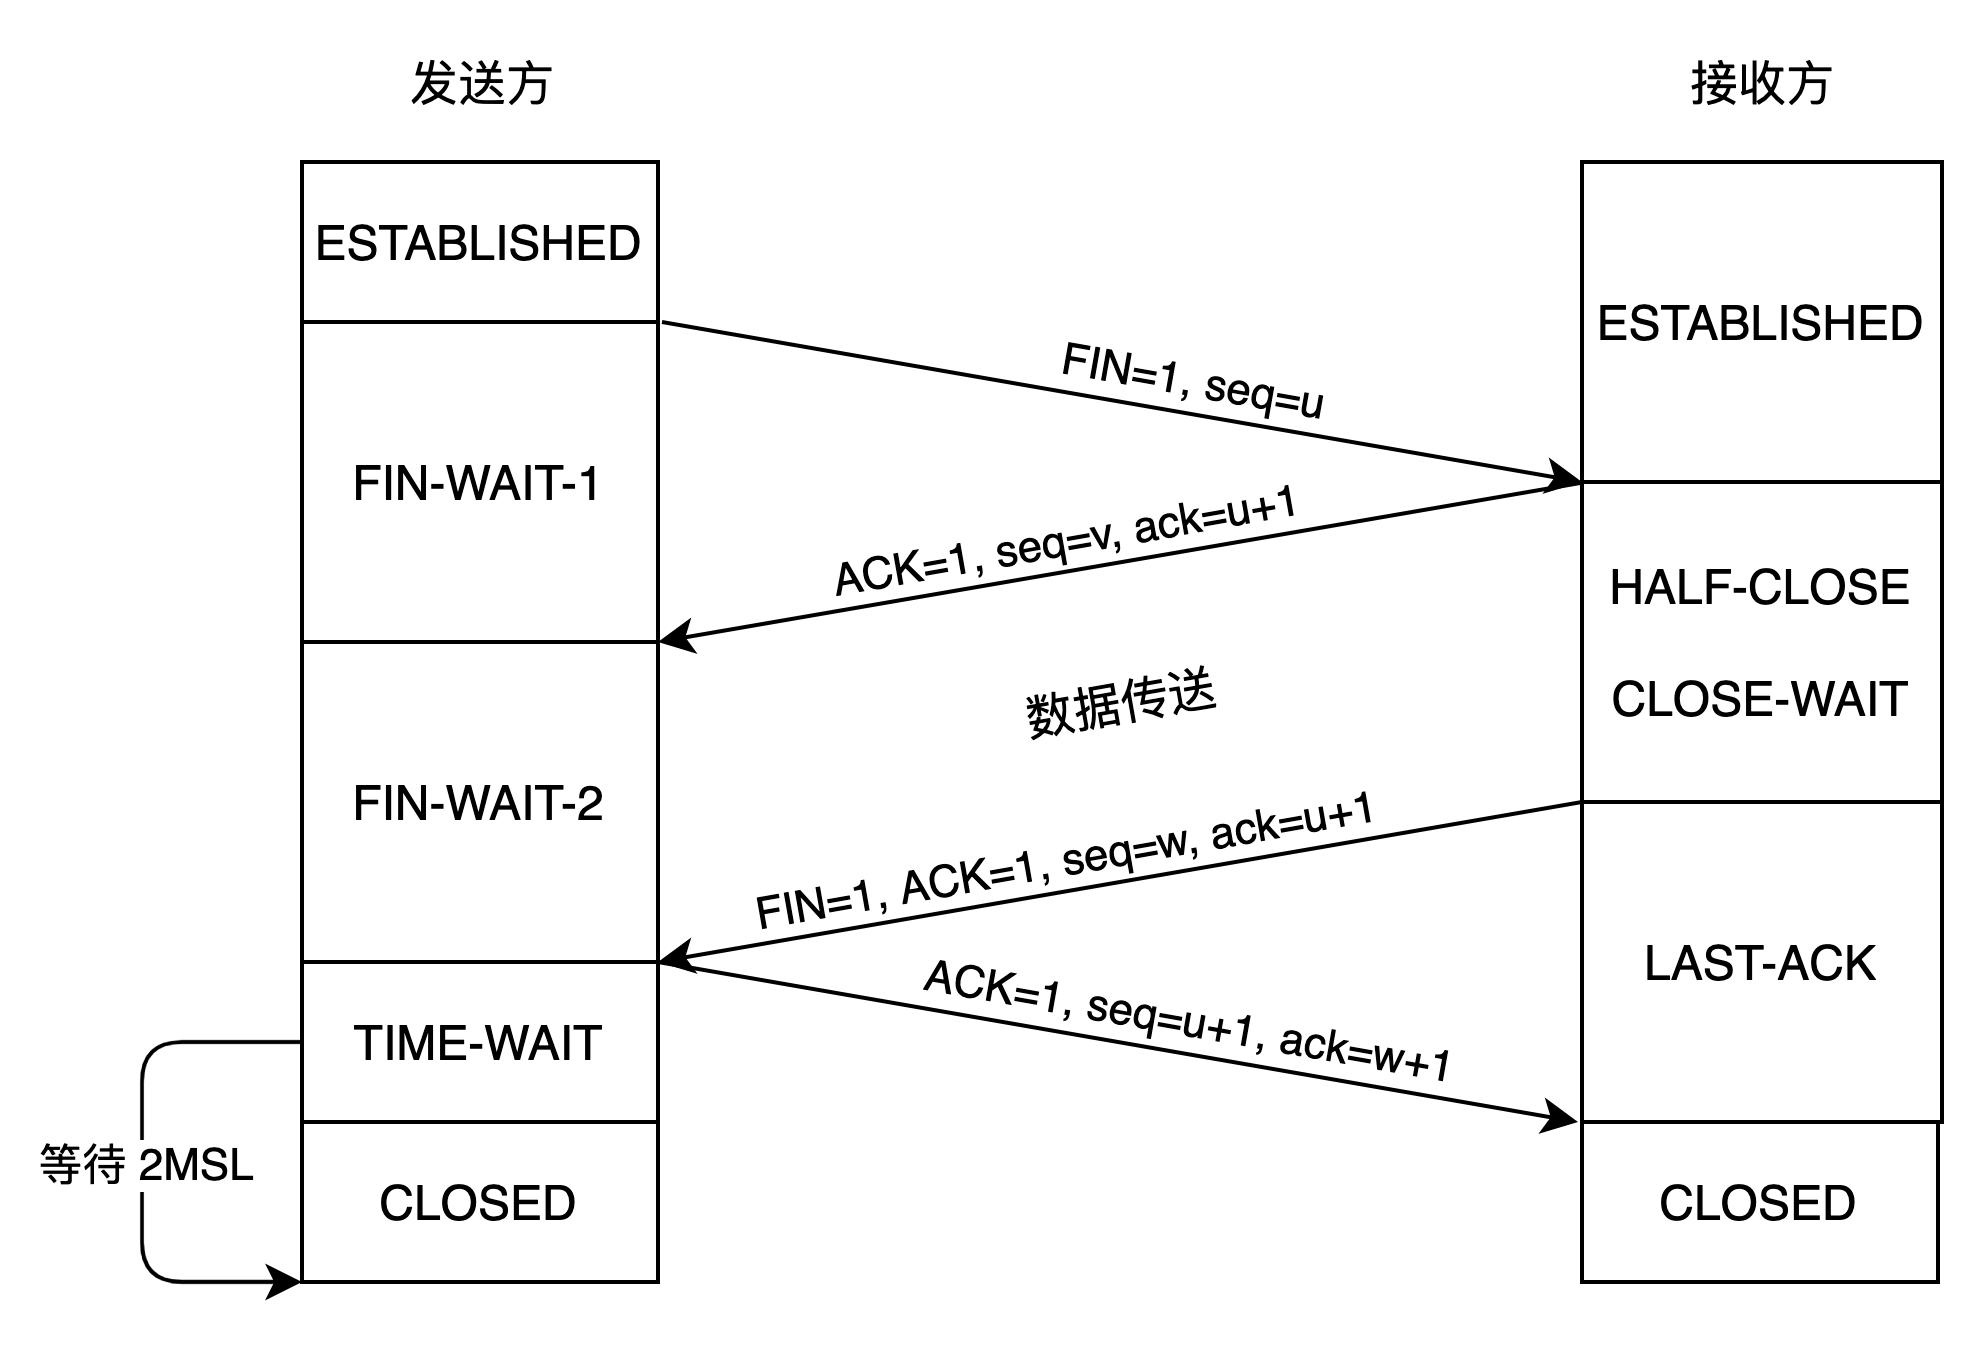 发送方
接收方
ESTABLISHED
ESTABLISHED
FIN=1, seq=u
FIN-WAIT-1
ACK=1, seq=v, ack=u+1
HALF-CLOSE
数据传送
CLOSE-WAIT
FIN-WAIT-2
FIN=1, ACK=1, seq=w, ack=u+1
LAST-ACK
ACK=1, seq=u+1, ack=w+1
TIME-WAIT
等待 2MSL
CLOSED
CLOSED